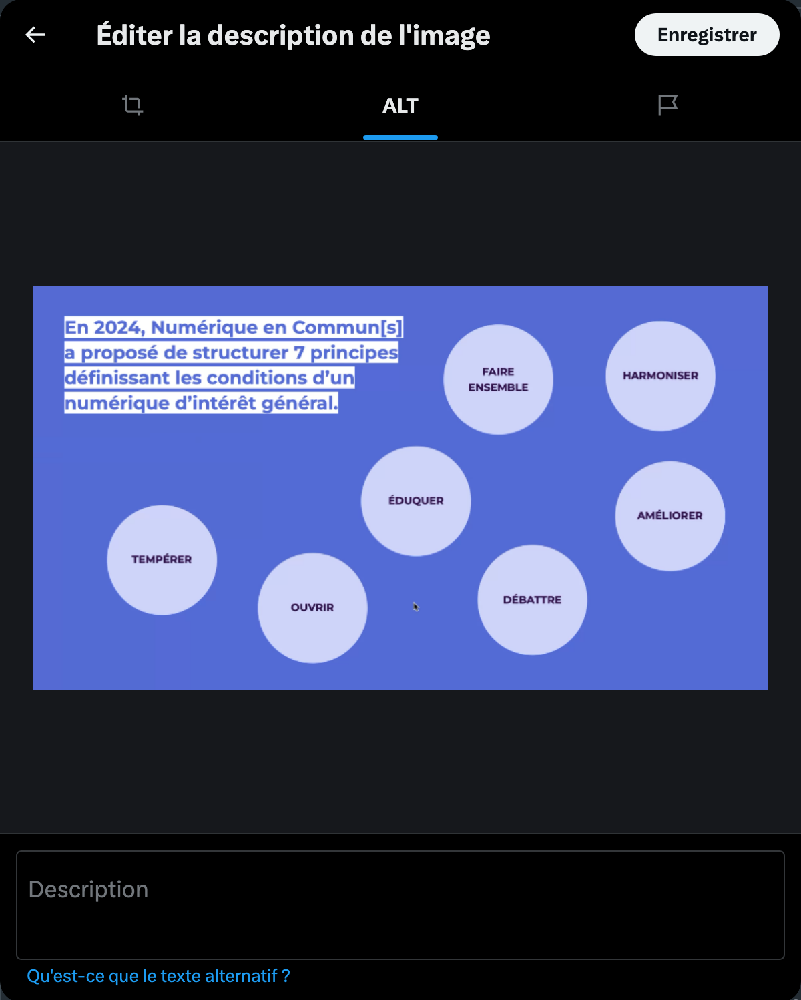 Éditer la description de l'image
Enregistrer
ALT
En 2024, Numérique en Commun[s]
a proposé de structurer 7 principes
définissant les conditions d’un
numérique d’intérêt général.
FAIRE
ENSEMBLE
HARMONISER
ÉDUQUER
AMÉLIORER
TEMPÉRER
OUVRIR
DÉBATTRE
Description
Qu'est-ce que le texte alternatif ?